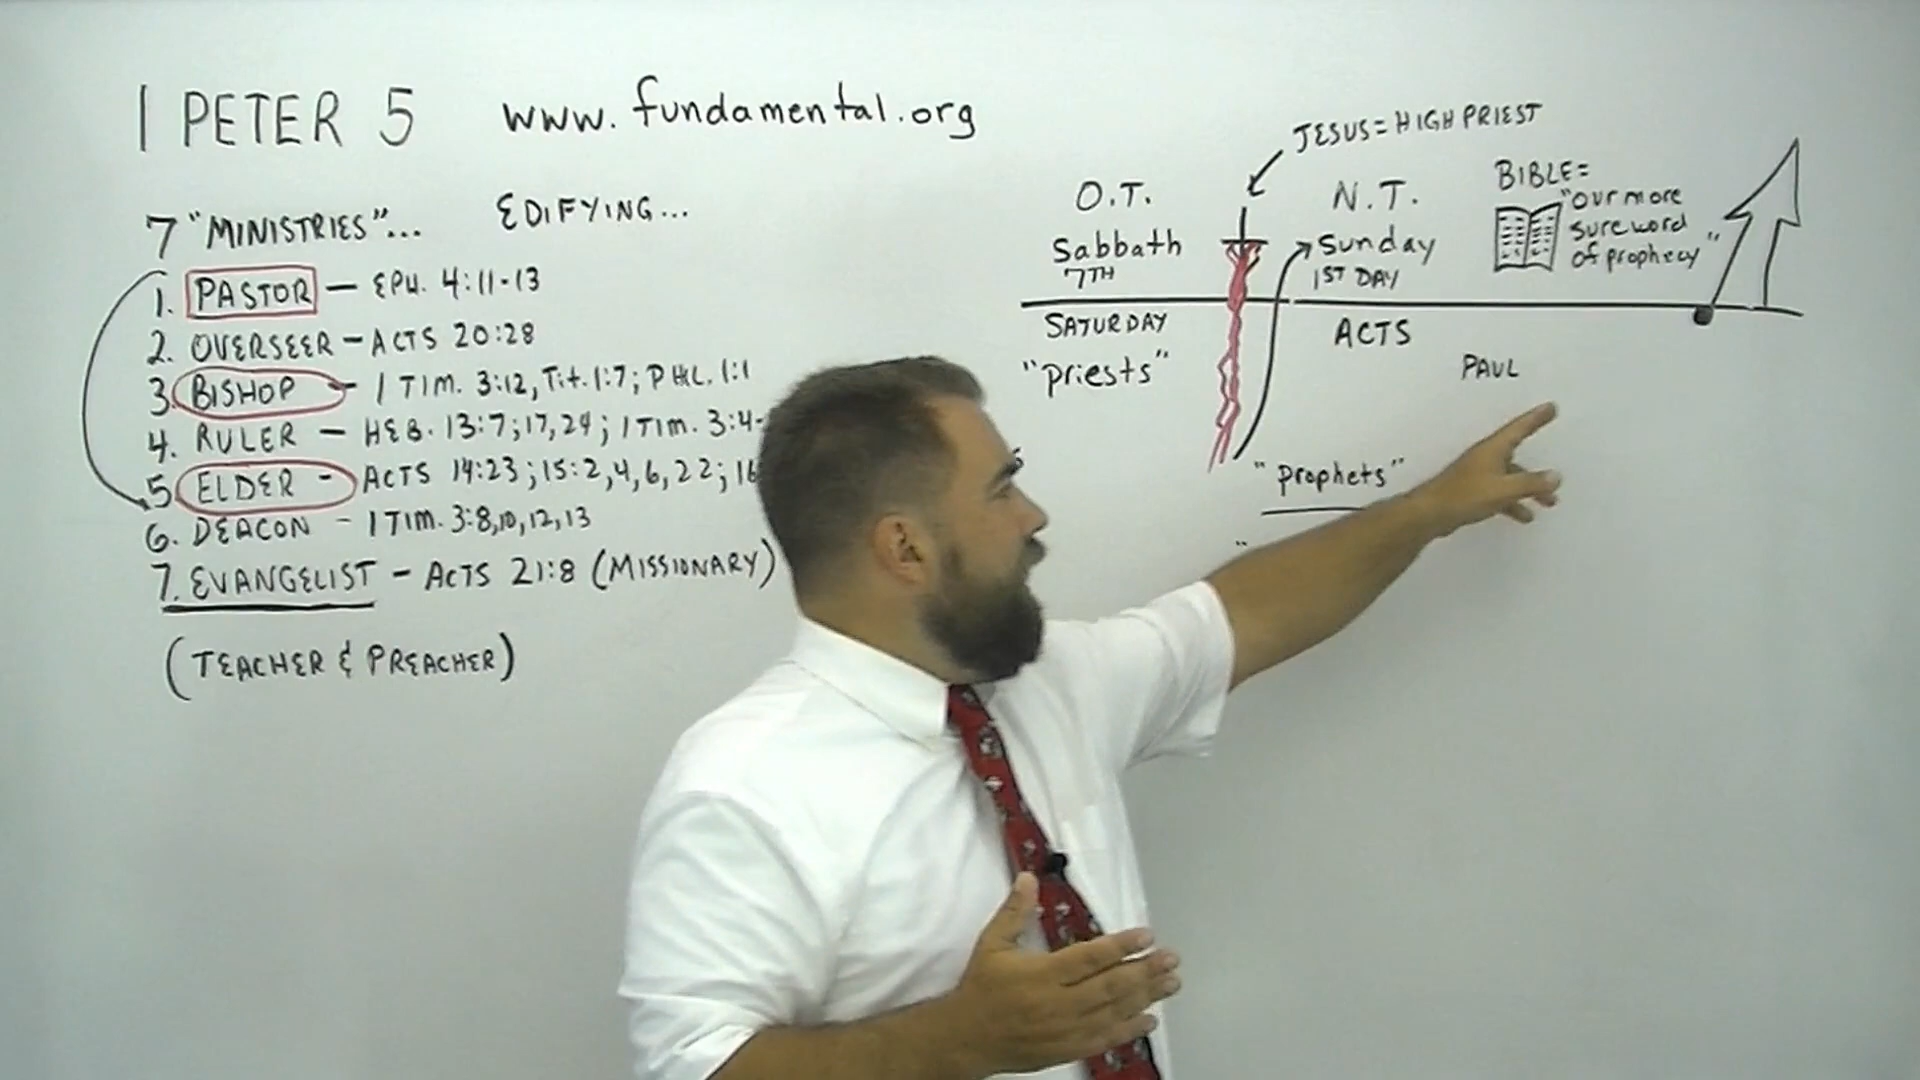 1 PETER 5
www.fundamental.org
7 "MINISTRIES"...
EDIFYING...
1. PASTOR - EPH. 4:11-13
2. OVERSEER - ACTS 20:28
3. BISHOP - 1 TIM. 3:12, Tit. 1:7; PHIL. 1:1
4. RULER - HEB. 13:7;17,24; 1 TIM. 3:4-
5. ELDER - ACTS 14:23; 15:2,4,6,22; 16
6. DEACON - 1 TIM. 3:8,10,12,13
7. EVANGELIST - ACTS 21:8 (MISSIONARY)
(TEACHER & PREACHER)
JESUS = HIGH PRIEST
O.T.
Sabbath
7TH
SATURDAY
"priests"
N.T.
Sunday
1ST DAY
ACTS
PAUL
"Prophets"
BIBLE =
"our more
sure word
of prophecy"